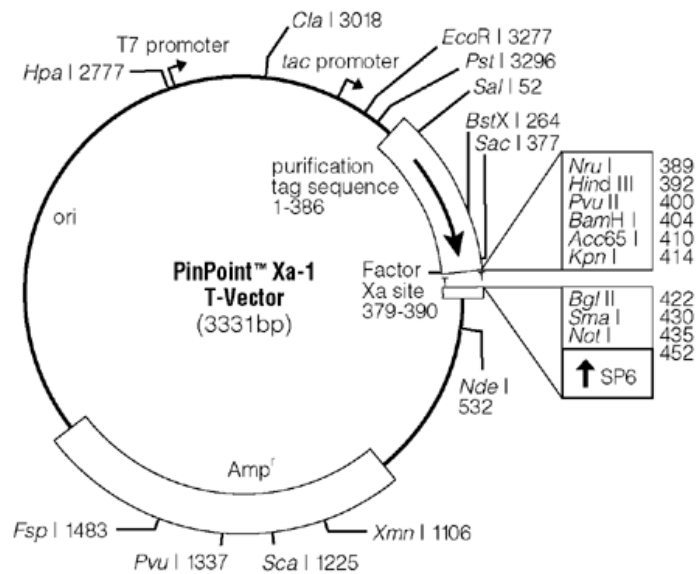 Cla I 3018
T7 promoter
EcoR I 3277
Hpa I 2777
tac promoter
Pst I 3296
Sal I 52
BstX I 264
Sac I 377
purification
tag sequence
1-386
Nru I 389
Hind III 392
Pvu II 400
BamH I 404
Acc65 I 410
Kpn I 414
ori
PinPoint™ Xa-1
T-Vector
(3331bp)
Factor
Xa site
379-390
T
T
Bgl II 422
Sma I 430
Not I 435
452
SP6
Nde I
532
Ampʳ
Fsp I 1483
Xmn I 1106
Pvu I 1337
Sca I 1225